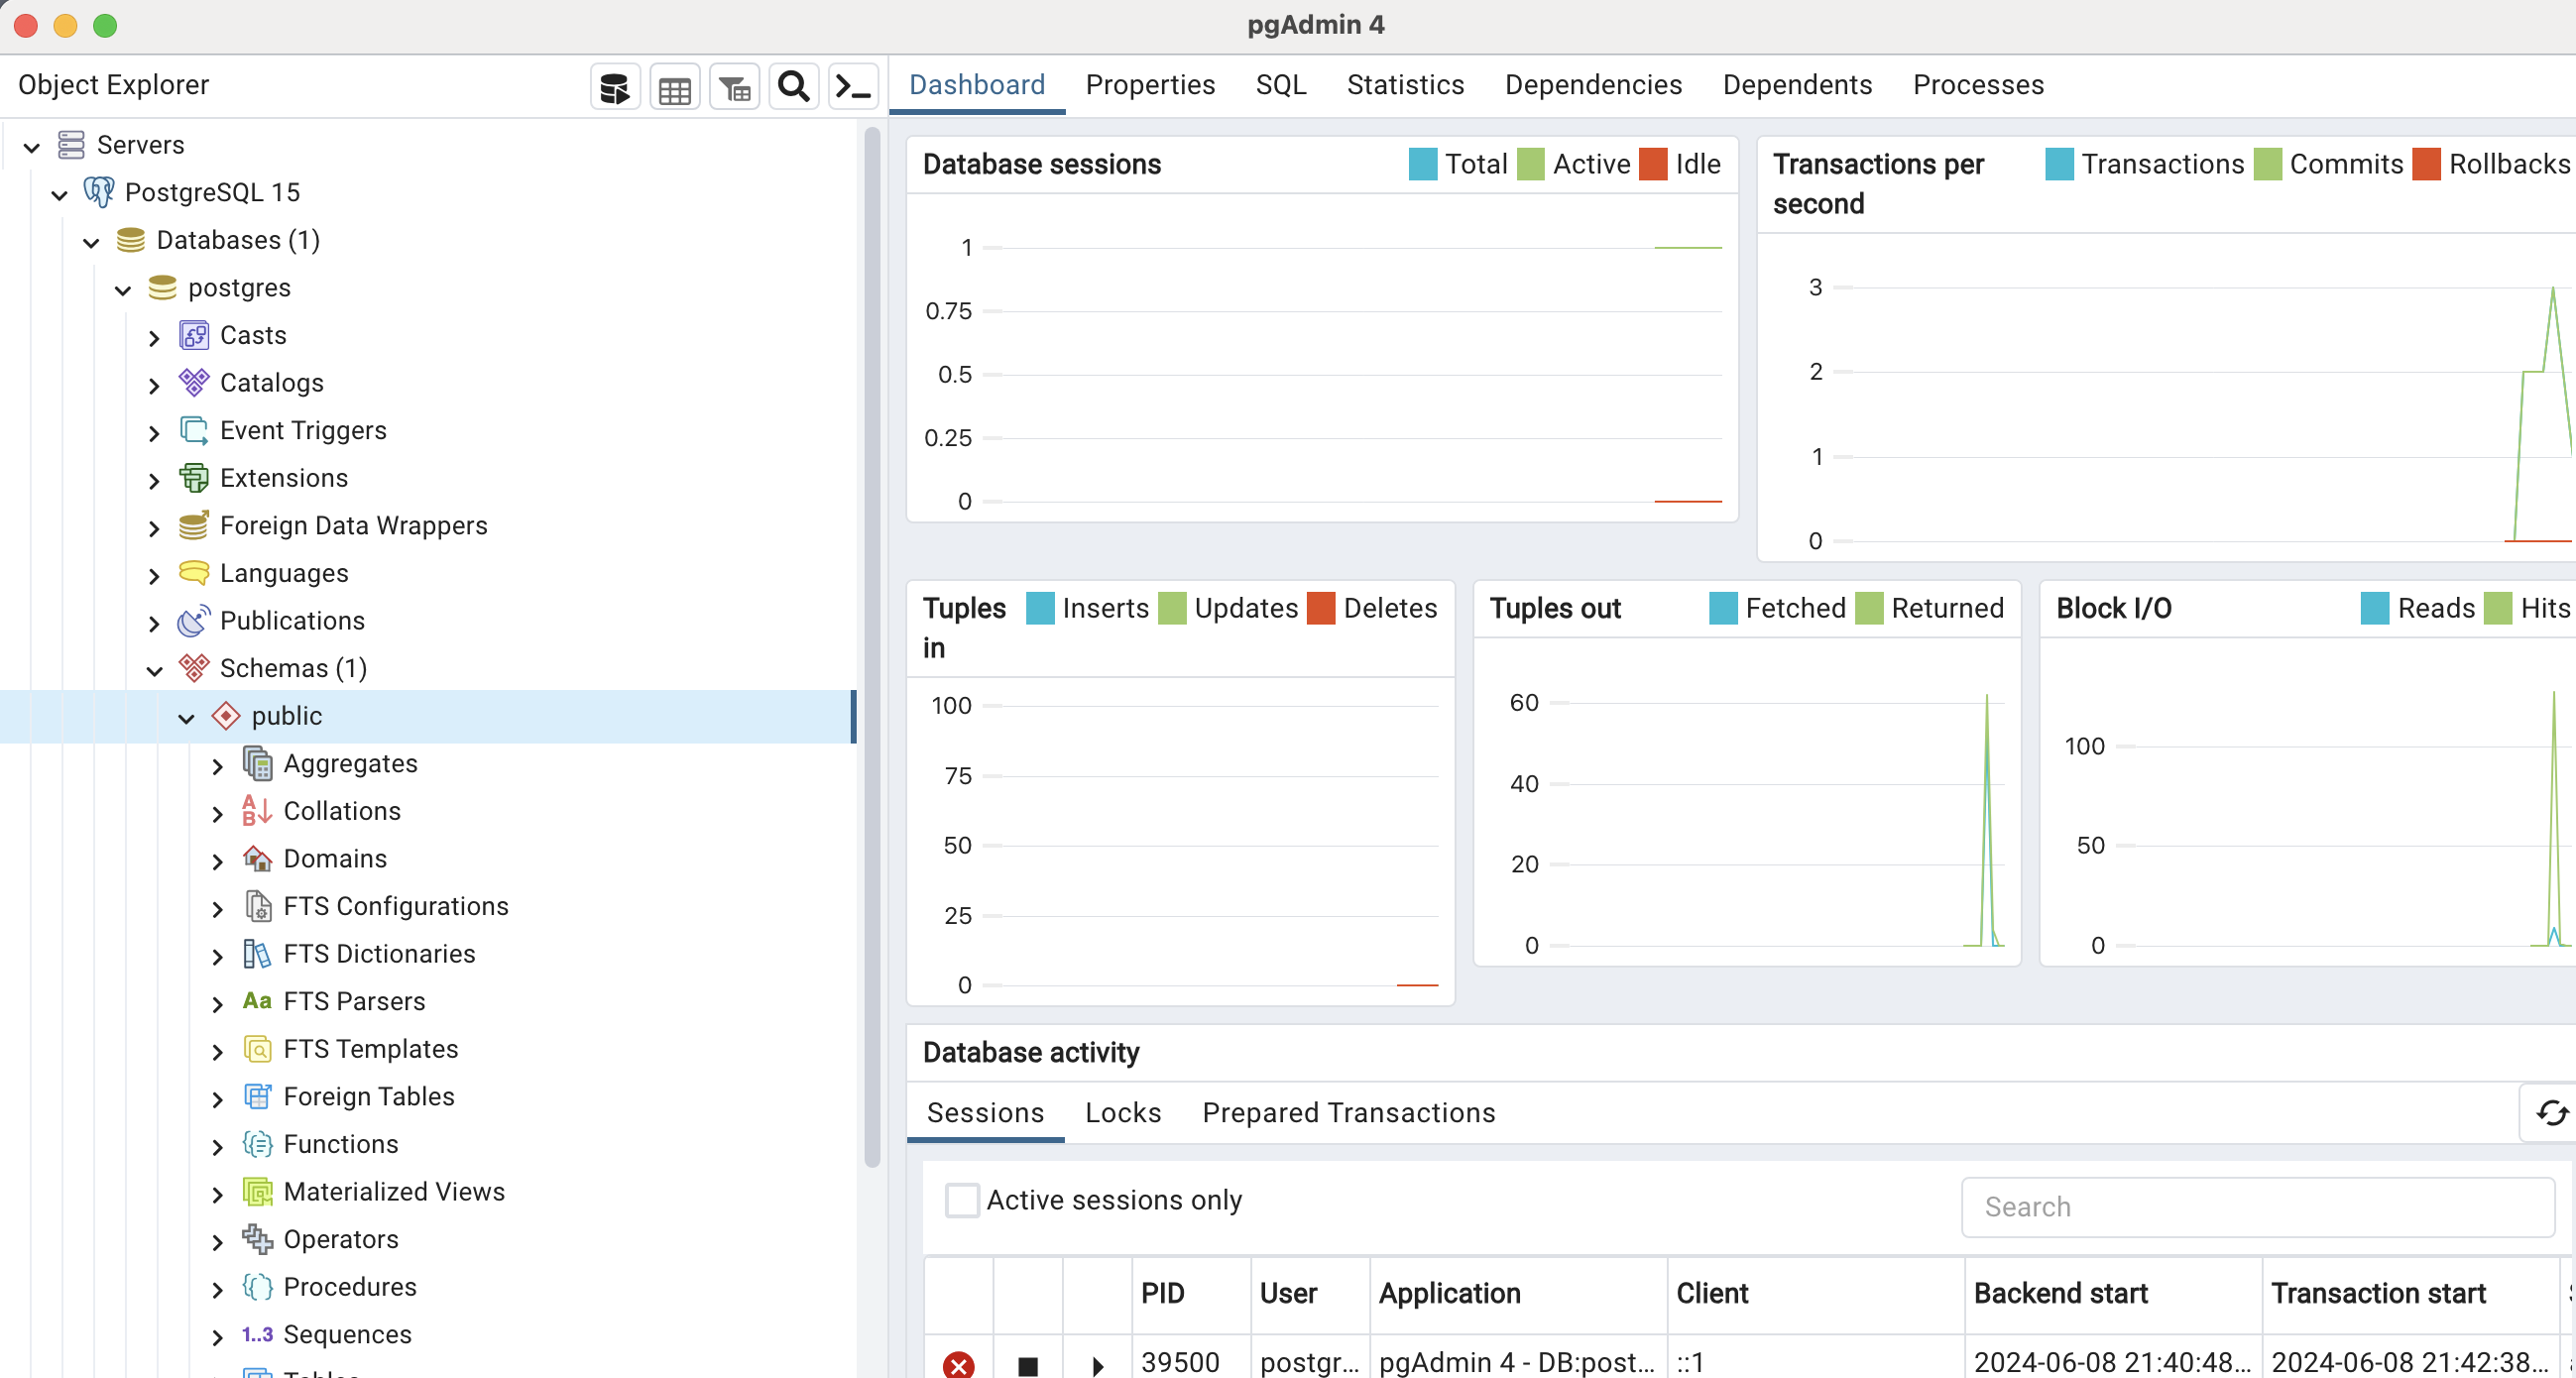 pgAdmin 4
Object Explorer
Dashboard Properties SQL Statistics Dependencies Dependents Processes
Servers
PostgreSQL 15
Databases (1)
postgres
Casts
Catalogs
Event Triggers
Extensions
Foreign Data Wrappers
Languages
Publications
Schemas (1)
public
Aggregates
Collations
Domains
FTS Configurations
FTS Dictionaries
Aa FTS Parsers
FTS Templates
Foreign Tables
Functions
Materialized Views
Operators
Procedures
1..3 Sequences
Tables
Database sessions Total Active Idle
1
0.75
0.5
0.25
0
Transactions per second Transactions Commits Rollbacks
3
2
1
0
Tuples in Inserts Updates Deletes
100
75
50
25
0
Tuples out Fetched Returned
60
40
20
0
Block I/O Reads Hits
100
50
0
Database activity
Sessions Locks Prepared Transactions
Active sessions only
Search
PID User Application Client Backend start Transaction start
39500 postgr... pgAdmin 4 - DB:post... ::1 2024-06-08 21:40:48... 2024-06-08 21:42:38...